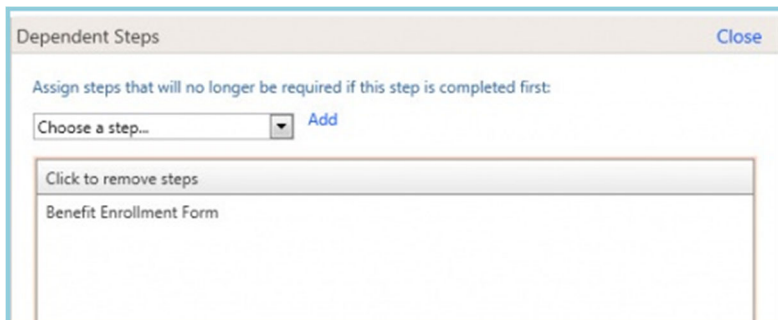 Dependent Steps Close
Assign steps that will no longer be required if this step is completed first:
Choose a step... Add
Click to remove steps
Benefit Enrollment Form